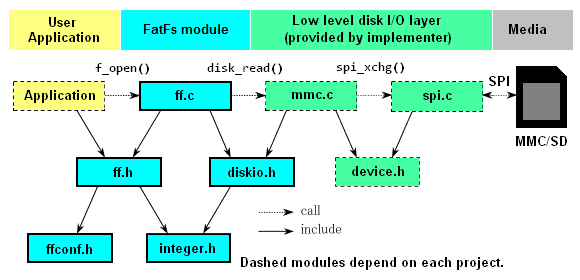 User
Application
FatFs module
Low level disk I/O layer
(provided by implementer)
Media
f_open()
disk_read()
spi_xchg()
Application
ff.c
mmc.c
spi.c
SPI
MMC/SD
ff.h
diskio.h
device.h
call
include
ffconf.h
integer.h
Dashed modules depend on each project.